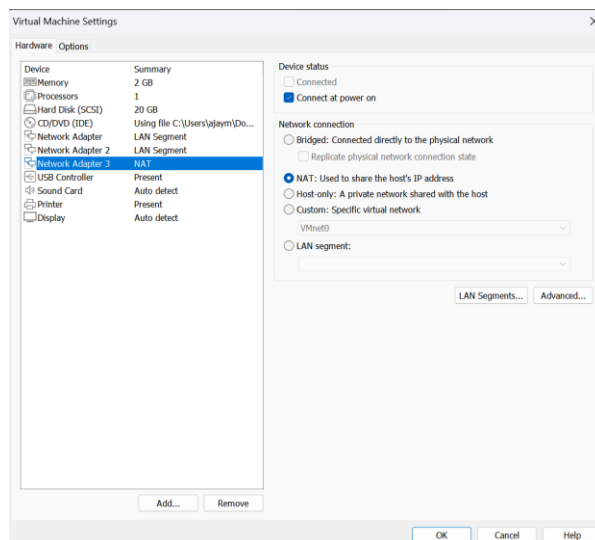 Virtual Machine Settings
Hardware Options
Device Summary
Memory 2 GB
Processors 1
Hard Disk (SCSI) 20 GB
CD/DVD (IDE) Using file C:\Users\ajaym\Do...
Network Adapter LAN Segment
Network Adapter 2 LAN Segment
Network Adapter 3 NAT
USB Controller Present
Sound Card Auto detect
Printer Present
Display Auto detect
Add... Remove
Device status
Connected
Connect at power on
Network connection
Bridged: Connected directly to the physical network
Replicate physical network connection state
NAT: Used to share the host's IP address
Host-only: A private network shared with the host
Custom: Specific virtual network
VMnet0
LAN segment:
LAN Segments... Advanced...
OK Cancel Help